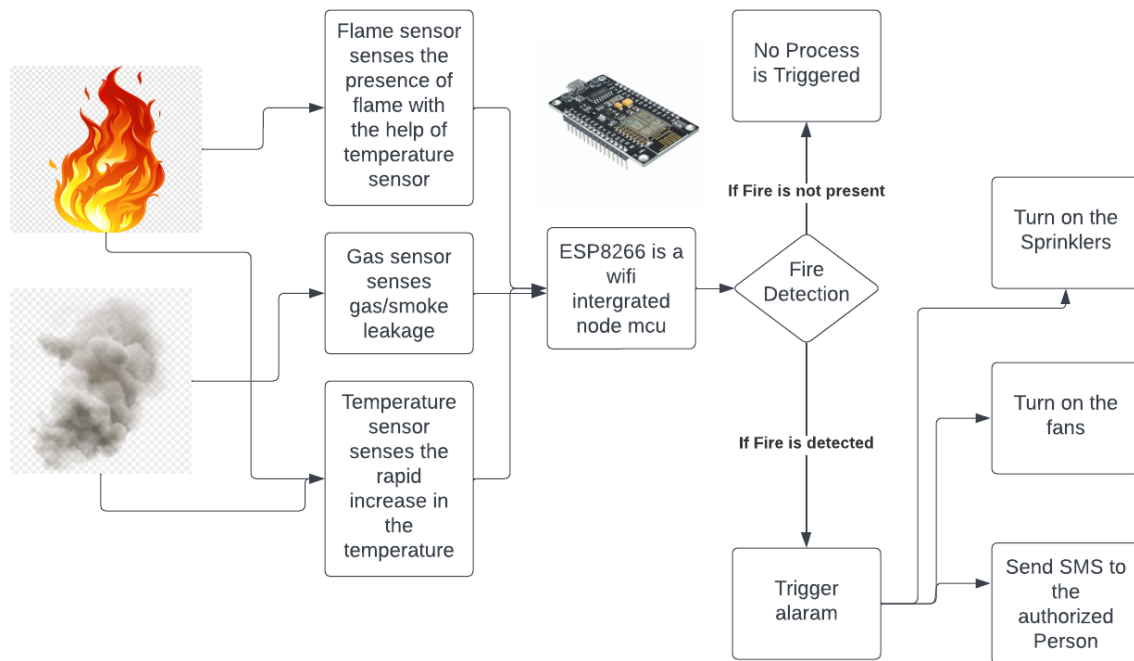 Flame sensor
senses the
presence of
flame with
the help of
temperature
sensor
Gas sensor
senses
gas/smoke
leakage
Temperature
sensor
senses the
rapid
increase in
the
temperature
ESP8266 is a
wifi
intergrated
node mcu
No Process
is Triggered
If Fire is not present
Fire
Detection
If Fire is detected
Trigger
alaram
Turn on the
Sprinklers
Turn on the
fans
Send SMS to
the
authorized
Person